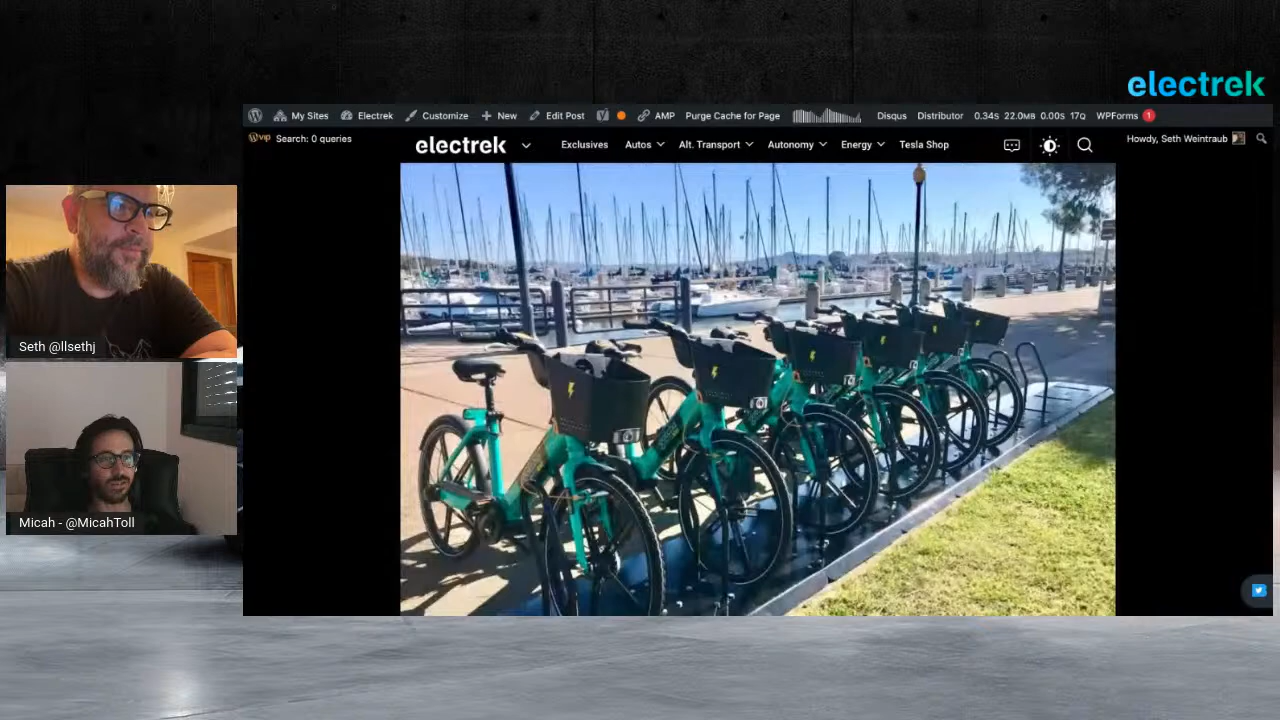 electrek
My Sites Electrek Customize New Edit Post AMP Purge Cache for Page Disqus Distributor 0.34s 22.0MB 0.00s 17Q WPForms 1
vip Search: 0 queries
electrek Exclusives Autos Alt. Transport Autonomy Energy Tesla Shop
Howdy, Seth Weintraub
Seth @llsethj
Micah - @MicahToll